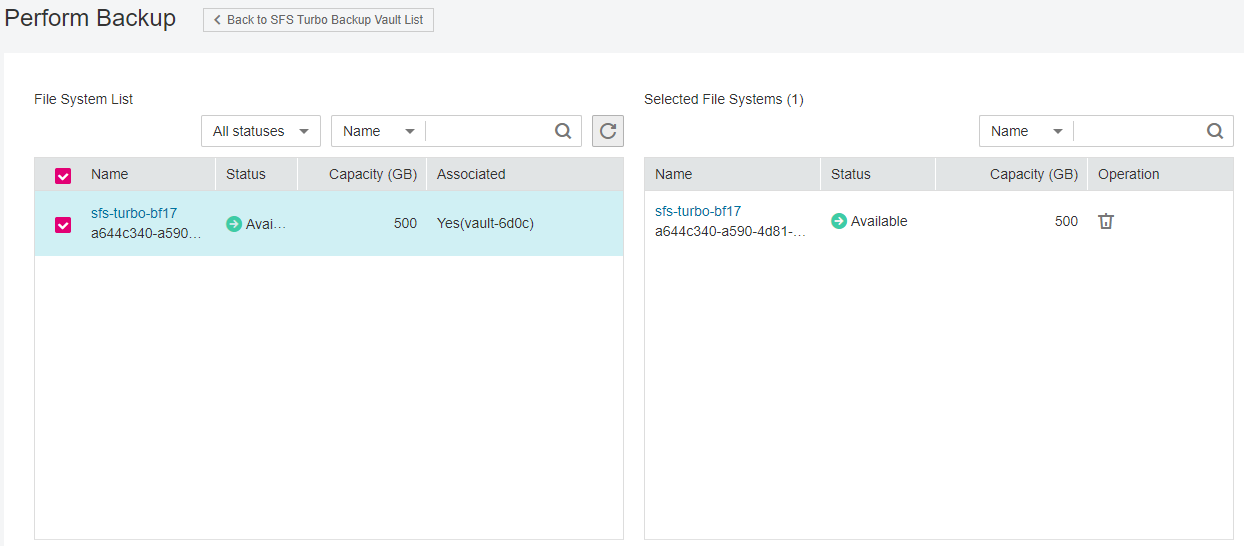 Perform Backup
Back to SFS Turbo Backup Vault List
File System List
All statuses
Name
Name Status Capacity (GB) Associated
sfs-turbo-bf17
a644c340-a590...
Avai...
500
Yes(vault-6d0c)
Selected File Systems (1)
Name
Name Status Capacity (GB) Operation
sfs-turbo-bf17
a644c340-a590-4d81-...
Available
500